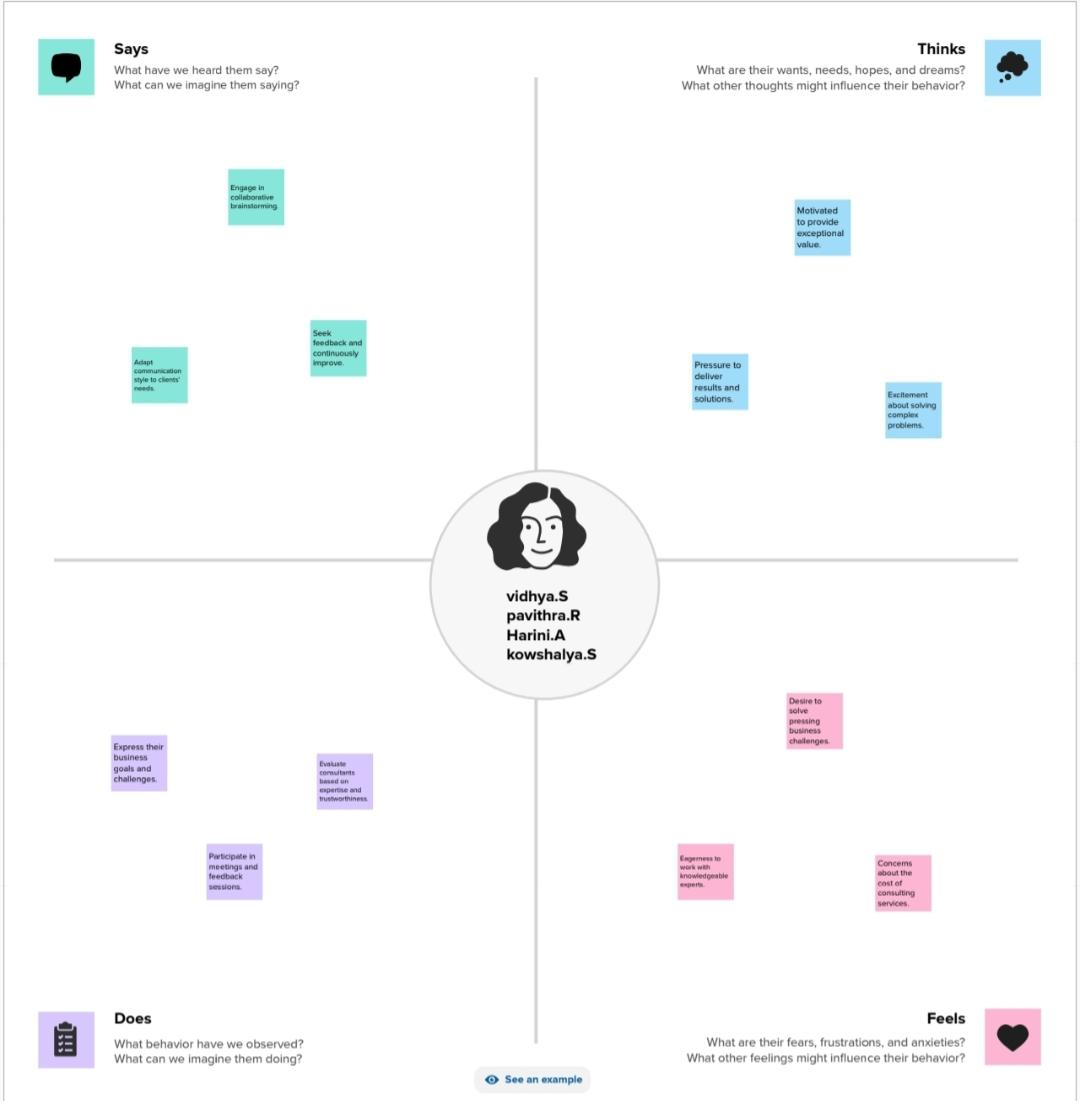 Says
What have we heard them say?
What can we imagine them saying?
Thinks
What are their wants, needs, hopes, and dreams?
What other thoughts might influence their behavior?
Engage in
collaborative
brainstorming.
Adapt
communication
style to clients'
needs.
Seek
feedback and
continuously
improve.
Motivated
to provide
exceptional
value.
Pressure to
deliver
results and
solutions.
Excitement
about solving
complex
problems.
vidhya.S
pavithra.R
Harini.A
kowshalya.S
Express their
business
goals and
challenges.
Evaluate
consultants
based on
expertise and
trustworthiness.
Participate in
meetings and
feedback
sessions.
Desire to
solve
pressing
business
challenges.
Eagerness to
work with
knowledgeable
experts.
Concerns
about the
cost of
consulting
services.
Does
What behavior have we observed?
What can we imagine them doing?
Feels
What are their fears, frustrations, and anxieties?
What other feelings might influence their behavior?
See an example